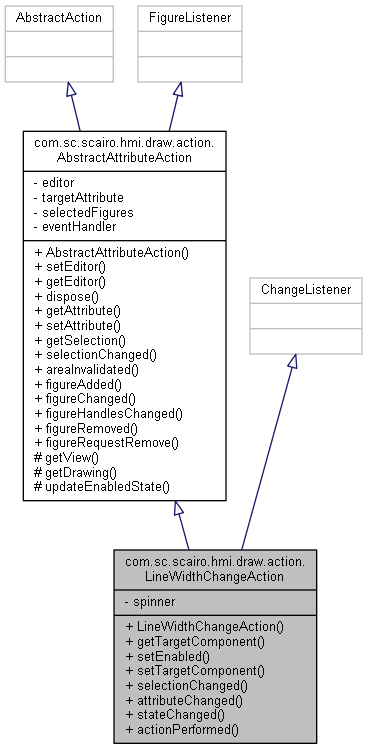 AbstractAction
FigureListener
com.sc.scairo.hmi.draw.action.
AbstractAttributeAction
- editor
- targetAttribute
- selectedFigures
- eventHandler
+ AbstractAttributeAction()
+ setEditor()
+ getEditor()
+ dispose()
+ getAttribute()
+ setAttribute()
+ getSelection()
+ selectionChanged()
+ areaInvalidated()
+ figureAdded()
+ figureChanged()
+ figureHandlesChanged()
+ figureRemoved()
+ figureRequestRemove()
# getView()
# getDrawing()
# updateEnabledState()
ChangeListener
com.sc.scairo.hmi.draw.action.
LineWidthChangeAction
- spinner
+ LineWidthChangeAction()
+ getTargetComponent()
+ setEnabled()
+ setTargetComponent()
+ selectionChanged()
+ attributeChanged()
+ stateChanged()
+ actionPerformed()